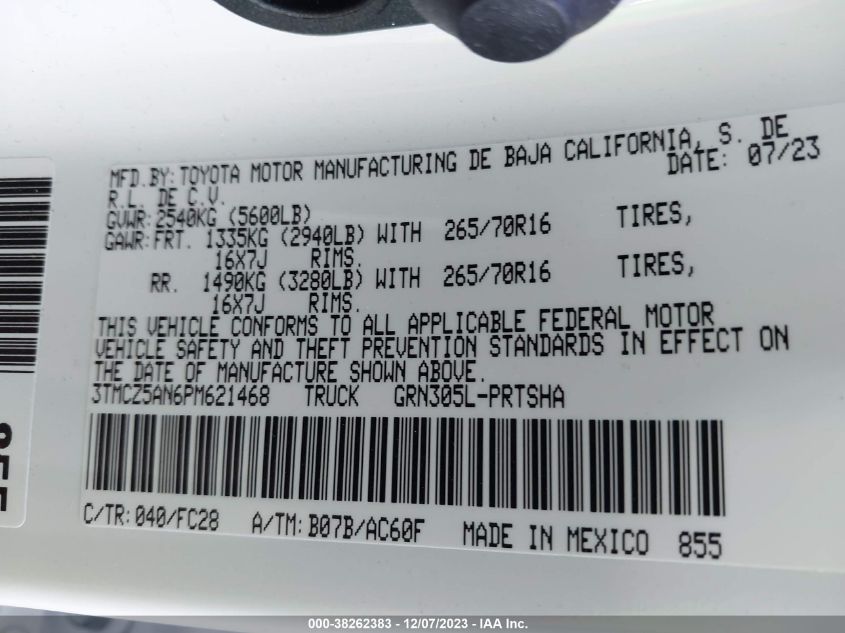 MFD.BY:TOYOTA MOTOR MANUFACTURING DE BAJA CALIFORNIA, S. DE
R.L. DE C.V. DATE: 07/23
GVWR:2540KG (5600LB)
GAWR:FRT. 1335KG (2940LB) WITH 265/70R16 TIRES,
16X7J RIMS.
RR. 1490KG (3280LB) WITH 265/70R16 TIRES,
16X7J RIMS.
THIS VEHICLE CONFORMS TO ALL APPLICABLE FEDERAL MOTOR
VEHICLE SAFETY AND THEFT PREVENTION STANDARDS IN EFFECT ON
THE DATE OF MANUFACTURE SHOWN ABOVE.
3TMCZ5AN6PM621468 TRUCK GRN305L-PRTSHA
C/TR:040/FC28 A/TM:B07B/AC60F MADE IN MEXICO 855
855
000-38262383 - 12/07/2023 - © IAA, Inc.